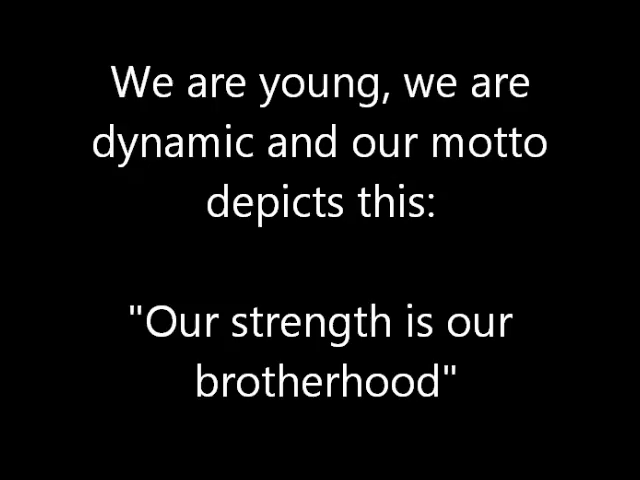 We are young, we are
dynamic and our motto
depicts this:
"Our strength is our
brotherhood"